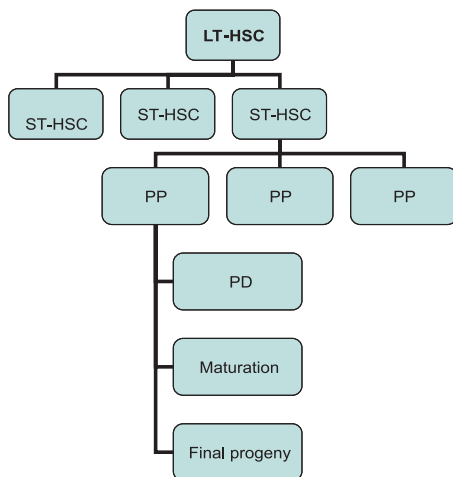 LT-HSC
ST-HSC
ST-HSC
ST-HSC
PP
PP
PP
PD
Maturation
Final progeny